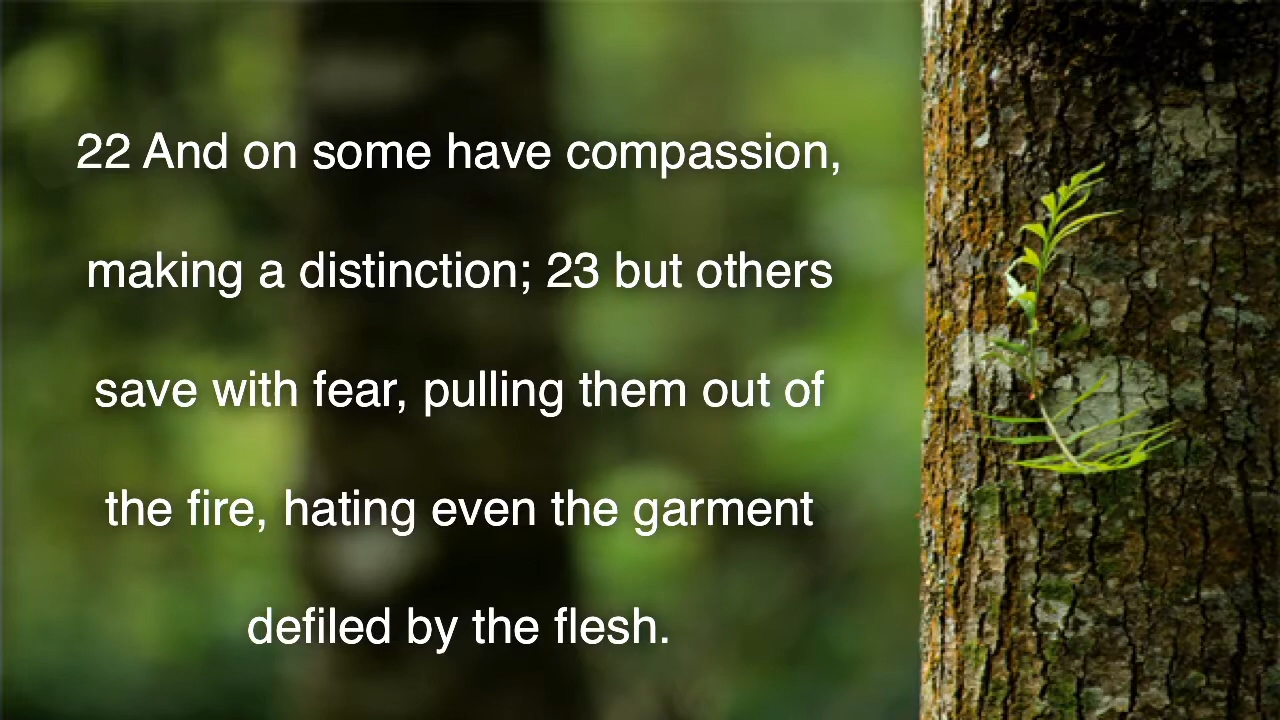 22 And on some have compassion,
making a distinction; 23 but others
save with fear, pulling them out of
the fire, hating even the garment
defiled by the flesh.